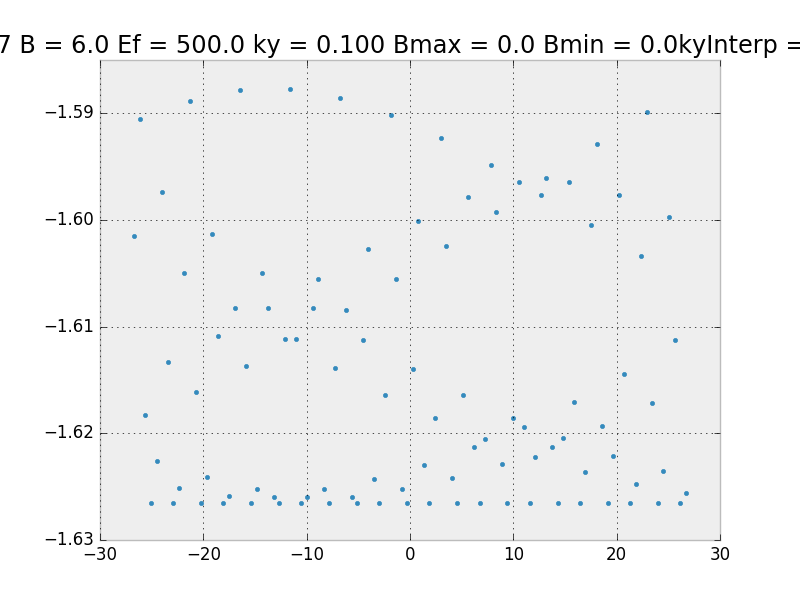 7 B = 6.0 Ef = 500.0 ky = 0.100 Bmax = 0.0 Bmin = 0.0kyInterp =
−1.59
−1.60
−1.61
−1.62
−1.63
−30 −20 −10 0 10 20 30